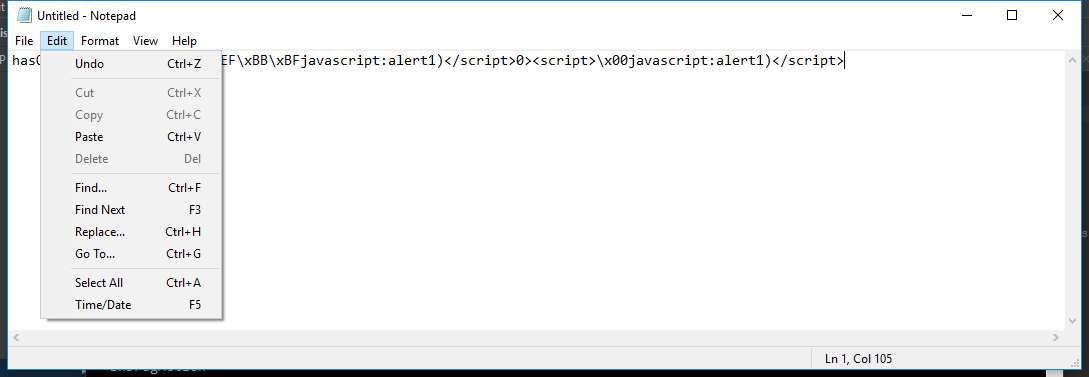 Untitled - Notepad
File Edit Format View Help
has EF\xBB\xBFjavascript:alert1)</script>0><script>\x00javascript:alert1)</script>
Undo Ctrl+Z
Cut Ctrl+X
Copy Ctrl+C
Paste Ctrl+V
Delete Del
Find... Ctrl+F
Find Next F3
Replace... Ctrl+H
Go To... Ctrl+G
Select All Ctrl+A
Time/Date F5
Ln 1, Col 105